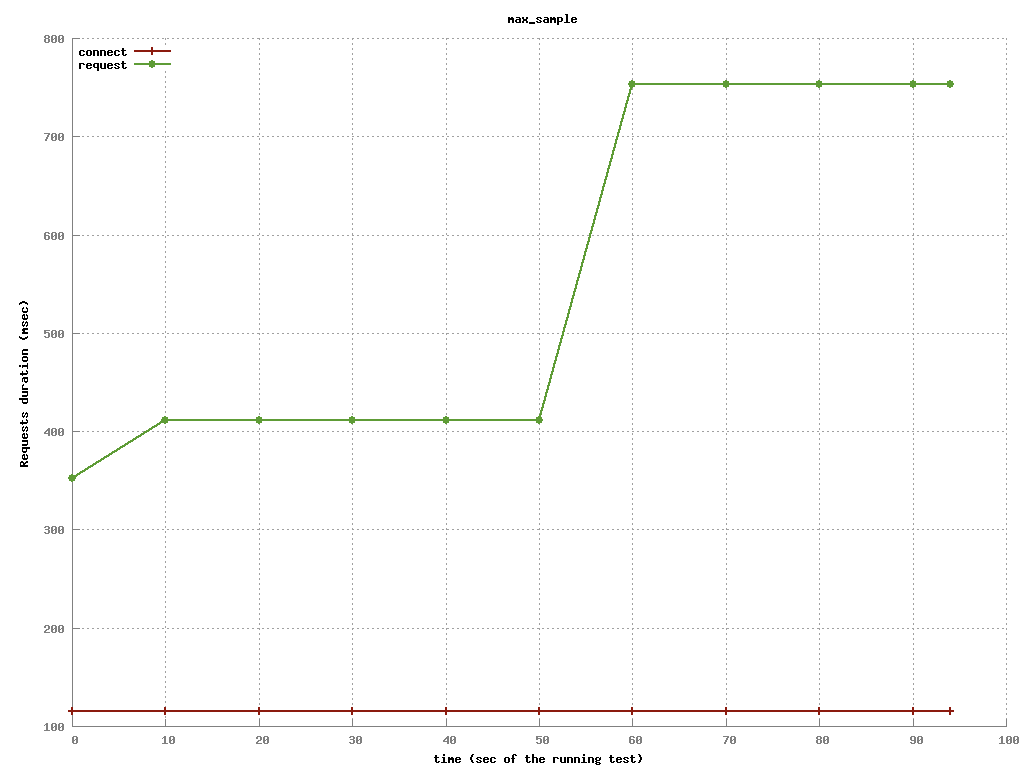 max_sample
connect
request
800
700
600
500
400
300
200
100
0 10 20 30 40 50 60 70 80 90 100
Requests duration (msec)
time (sec of the running test)